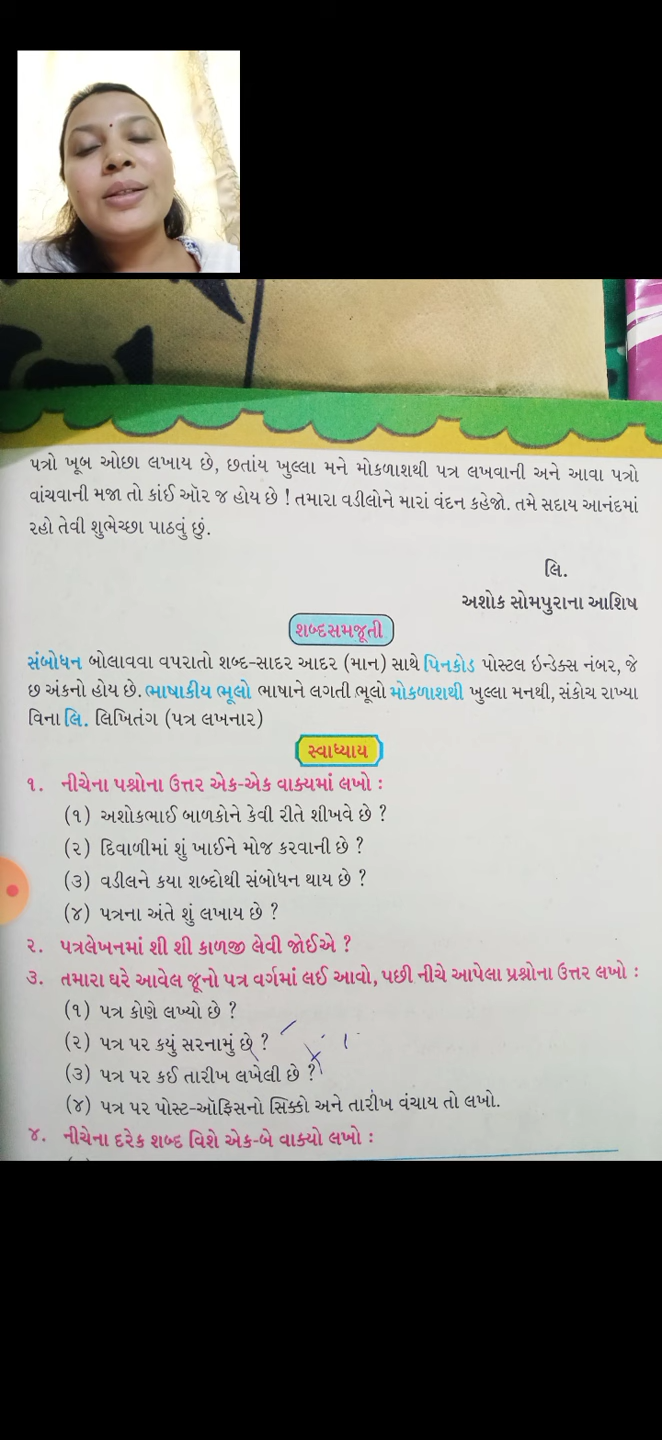 પત્રો ખૂબ ઓછા લખાય છે, છતાંય ખુલ્લા મને મોકળાશથી પત્ર લખવાની અને આવા પત્રો
વાંચવાની મજા તો કાંઈ ઑર જ હોય છે ! તમારા વડીલોને મારાં વંદન કહેજો. તમે સદાય આનંદમાં
રહો તેવી શુભેચ્છા પાઠવું છું.
લિ.
અશોક સોમપુરાના આશિષ
શબ્દસમજૂતી
સંબોધન બોલાવવા વપરાતો શબ્દ-સાદર આદર (માન) સાથે પિનકોડ પોસ્ટલ ઇન્ડેક્સ નંબર, જે
છ અંકનો હોય છે. ભાષાકીય ભૂલો ભાષાને લગતી ભૂલો મોકળાશથી ખુલ્લા મનથી, સંકોચ રાખ્યા
વિના લિ. લિખિતંગ (પત્ર લખનાર)
સ્વાધ્યાય
૧. નીચેના પશ્રોના ઉત્તર એક-એક વાક્યમાં લખો :
(૧) અશોકભાઈ બાળકોને કેવી રીતે શીખવે છે ?
(૨) દિવાળીમાં શું ખાઈને મોજ કરવાની છે ?
(૩) વડીલને કયા શબ્દોથી સંબોધન થાય છે ?
(૪) પત્રના અંતે શું લખાય છે ?
૨. પત્રલેખનમાં શી શી કાળજી લેવી જોઈએ ?
૩. તમારા ઘરે આવેલ જૂનો પત્ર વર્ગમાં લઈ આવો, પછી નીચે આપેલા પ્રશ્નોના ઉત્તર લખો :
(૧) પત્ર કોણે લખ્યો છે ?
(૨) પત્ર પર કયું સરનામું છે ?
(૩) પત્ર પર કઈ તારીખ લખેલી છે ?
(૪) પત્ર પર પોસ્ટ-ઑફિસનો સિક્કો અને તારીખ વંચાય તો લખો.
૪. નીચેના દરેક શબ્દ વિશે એક-બે વાક્યો લખો :